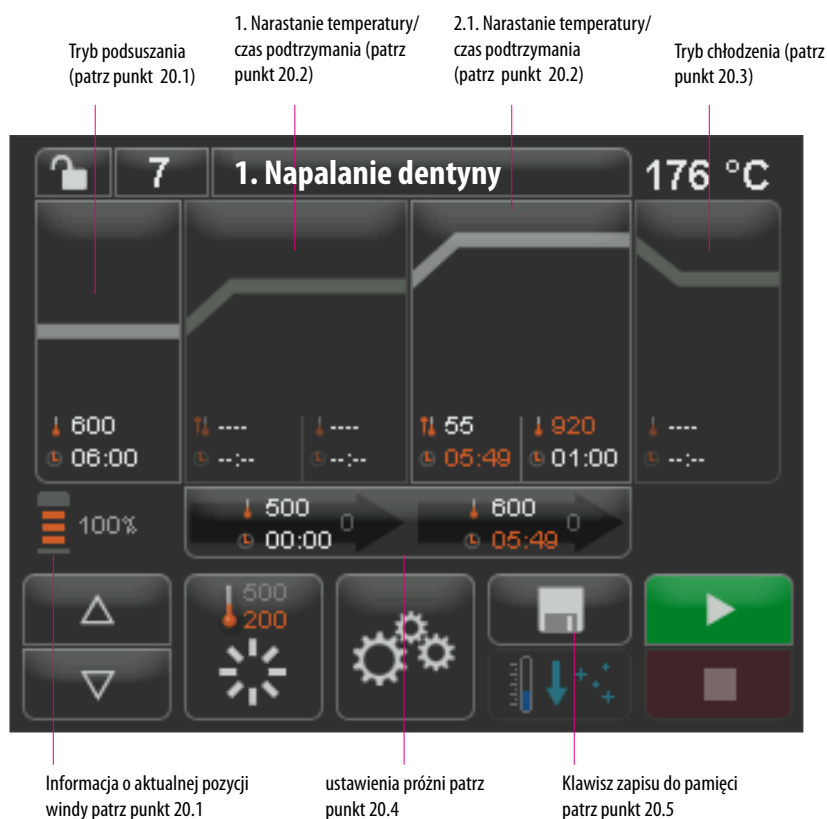 Tryb podsuszania
(patrz punkt 20.1)
1. Narastanie temperatury/
czas podtrzymania (patrz
punkt 20.2)
2.1. Narastanie temperatury/
czas podtrzymania
(patrz punkt 20.2)
Tryb chłodzenia (patrz
punkt 20.3)
7
1. Napalanie dentyny
176 °C
600
06:00
----
--:--
----
--:--
55
05:49
920
01:00
----
--:--
100%
500
00:00
0
600
05:49
0
500
200
Informacja o aktualnej pozycji
windy patrz punkt 20.1
ustawienia próżni patrz
punkt 20.4
Klawisz zapisu do pamięci
patrz punkt 20.5